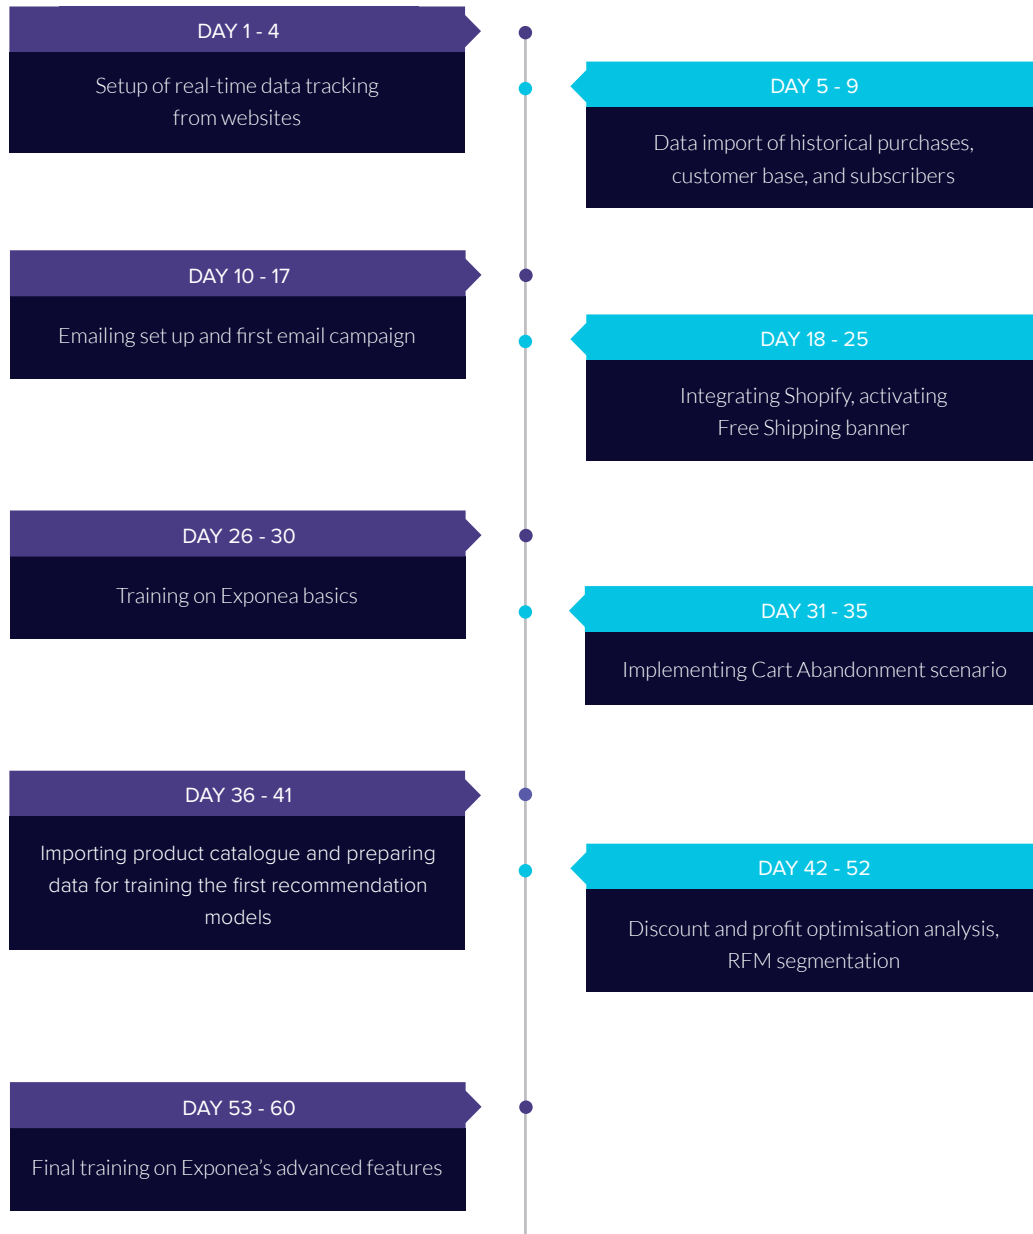 DAY 1 - 4
Setup of real-time data tracking
from websites
DAY 5 - 9
Data import of historical purchases,
customer base, and subscribers
DAY 10 - 17
Emailing set up and first email campaign
DAY 18 - 25
Integrating Shopify, activating
Free Shipping banner
DAY 26 - 30
Training on Exponea basics
DAY 31 - 35
Implementing Cart Abandonment scenario
DAY 36 - 41
Importing product catalogue and preparing
data for training the first recommendation
models
DAY 42 - 52
Discount and profit optimisation analysis,
RFM segmentation
DAY 53 - 60
Final training on Exponea’s advanced features